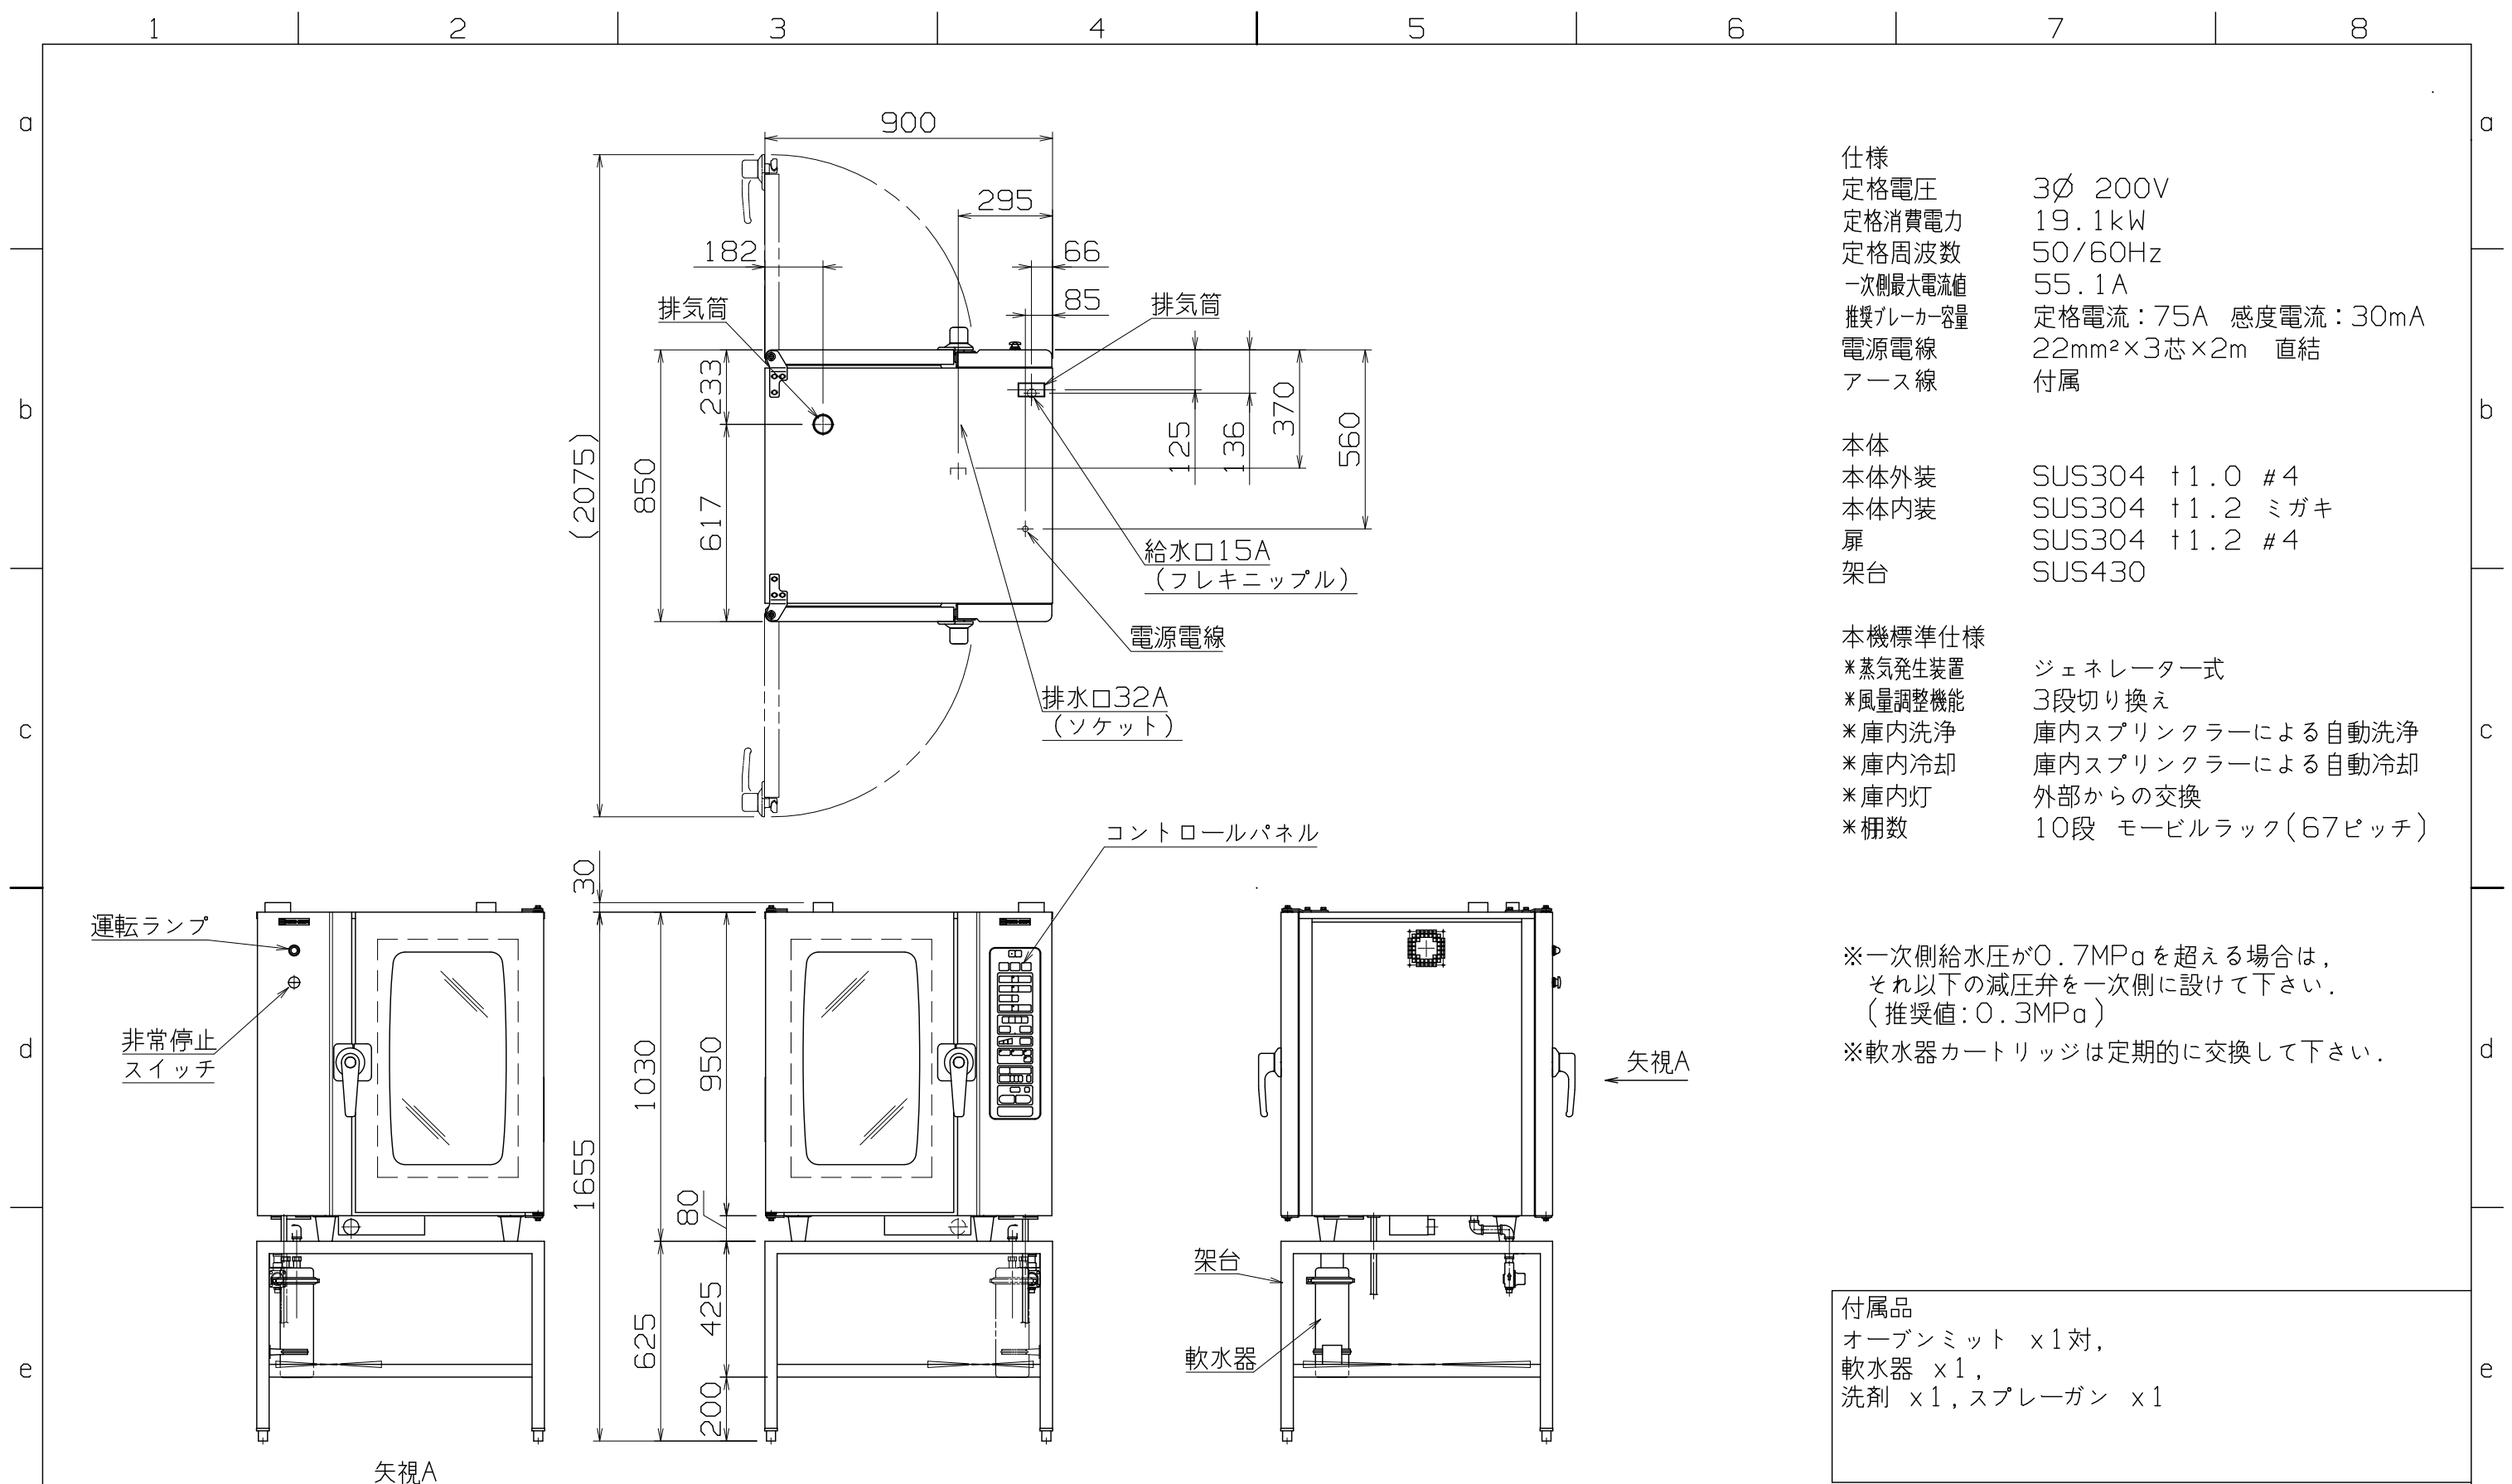 1 2 3 4 5 6 7 8
a a
b b
c c
d d
e e
900
295
182
66
85
排気筒
排気筒
(2075)
850
233
617
125
136
370
560
給水口15A
(フレキニップル)
電源電線
排水口32A
(ソケット)
コントロールパネル
運転ランプ
非常停止
スイッチ
30
1655
1030
950
80
625
425
200
矢視A
架台
軟水器
矢視A
仕様
定格電圧 3Ø 200V
定格消費電力 19.1kW
定格周波数 50/60Hz
一次側最大電流値 55.1A
推奨ブレーカー容量 定格電流:75A 感度電流:30mA
電源電線 22mm²×3芯×2m 直結
アース線 付属
本体
本体外装 SUS304 t1.0 #4
本体内装 SUS304 t1.2 ミガキ
扉 SUS304 t1.2 #4
架台 SUS430
本機標準仕様
*蒸気発生装置 ジェネレーター式
*風量調整機能 3段切り換え
*庫内洗浄 庫内スプリンクラーによる自動洗浄
*庫内冷却 庫内スプリンクラーによる自動冷却
*庫内灯 外部からの交換
*棚数 10段 モービルラック(67ピッチ)
※一次側給水圧が0.7MPaを超える場合は,
それ以下の減圧弁を一次側に設けて下さい.
(推奨値:0.3MPa)
※軟水器カートリッジは定期的に交換して下さい.
付属品
オーブンミット x1対,
軟水器 x1,
洗剤 x1,スプレーガン x1